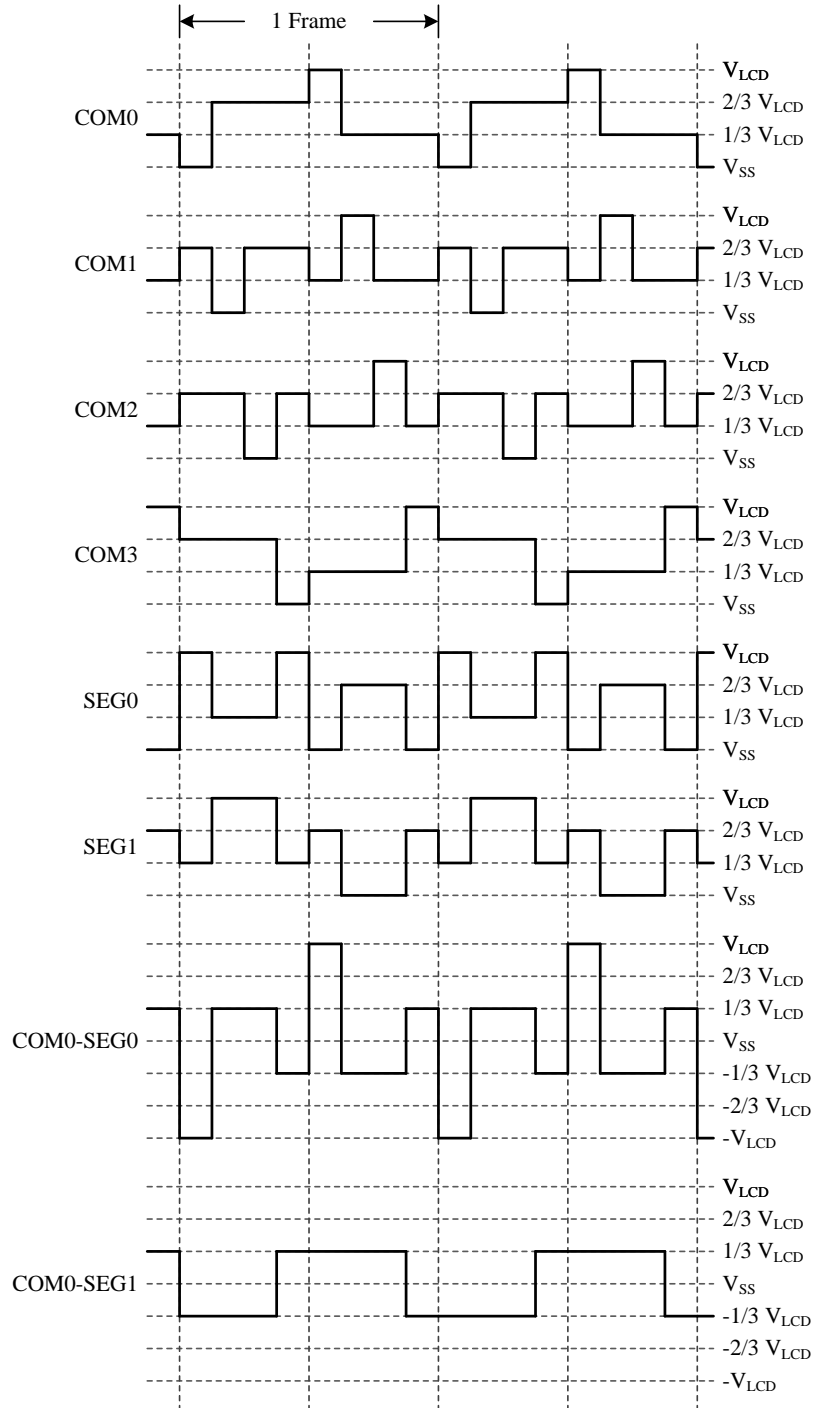 1 Frame
COM0
V_LCD
2/3 V_LCD
1/3 V_LCD
V_SS
COM1
V_LCD
2/3 V_LCD
1/3 V_LCD
V_SS
COM2
V_LCD
2/3 V_LCD
1/3 V_LCD
V_SS
COM3
V_LCD
2/3 V_LCD
1/3 V_LCD
V_SS
SEG0
V_LCD
2/3 V_LCD
1/3 V_LCD
V_SS
SEG1
V_LCD
2/3 V_LCD
1/3 V_LCD
V_SS
COM0-SEG0
V_LCD
2/3 V_LCD
1/3 V_LCD
V_SS
-1/3 V_LCD
-2/3 V_LCD
-V_LCD
COM0-SEG1
V_LCD
2/3 V_LCD
1/3 V_LCD
V_SS
-1/3 V_LCD
-2/3 V_LCD
-V_LCD